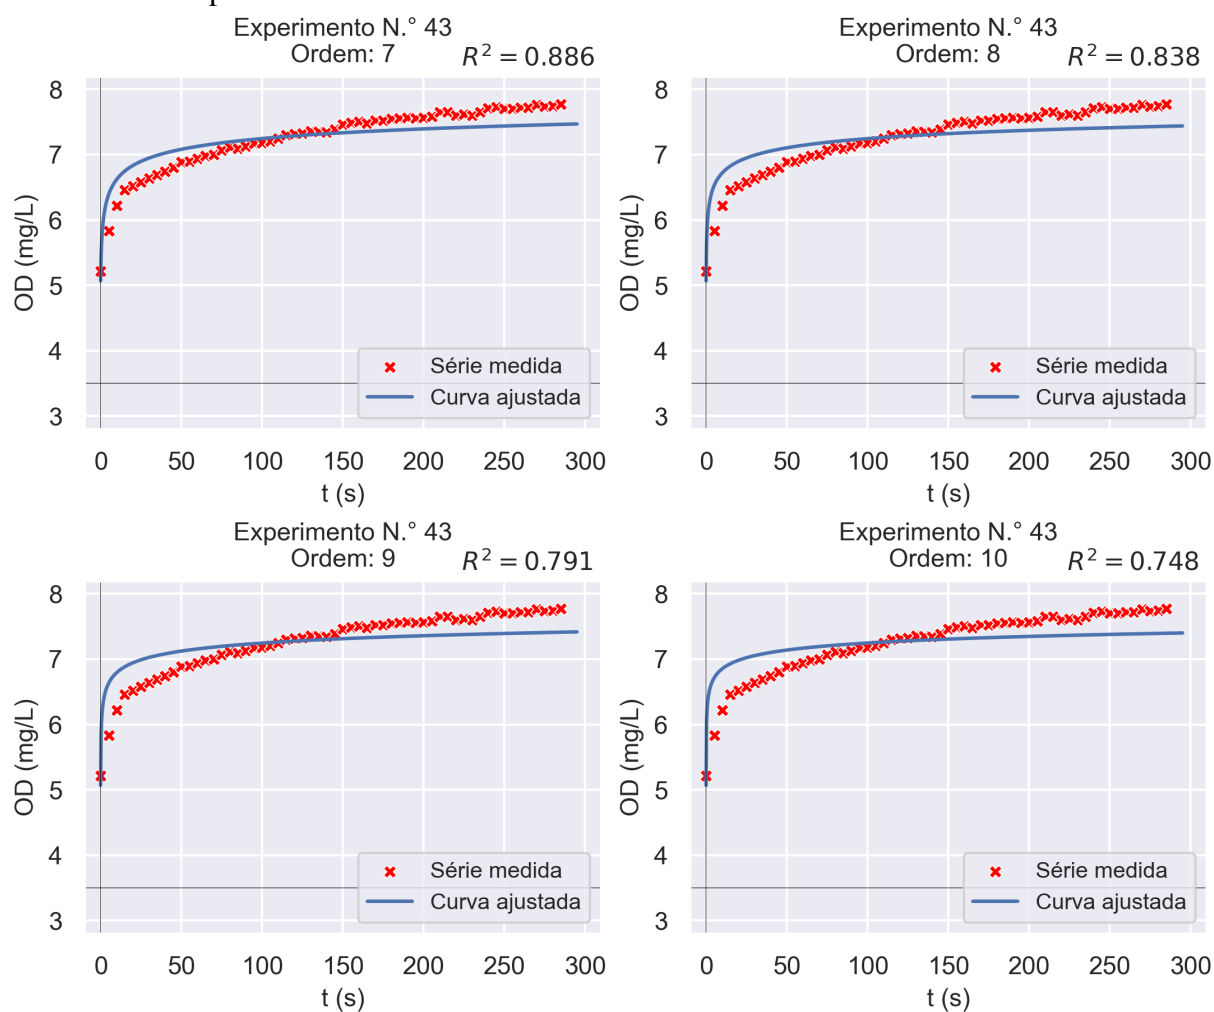 Experimento N.° 43
Ordem: 7 R² = 0.886
8
7
6
5
4
3
OD (mg/L)
Série medida
Curva ajustada
0 50 100 150 200 250 300
t (s)
Experimento N.° 43
Ordem: 8 R² = 0.838
8
7
6
5
4
3
OD (mg/L)
Série medida
Curva ajustada
0 50 100 150 200 250 300
t (s)
Experimento N.° 43
Ordem: 9 R² = 0.791
8
7
6
5
4
3
OD (mg/L)
Série medida
Curva ajustada
0 50 100 150 200 250 300
t (s)
Experimento N.° 43
Ordem: 10 R² = 0.748
8
7
6
5
4
3
OD (mg/L)
Série medida
Curva ajustada
0 50 100 150 200 250 300
t (s)